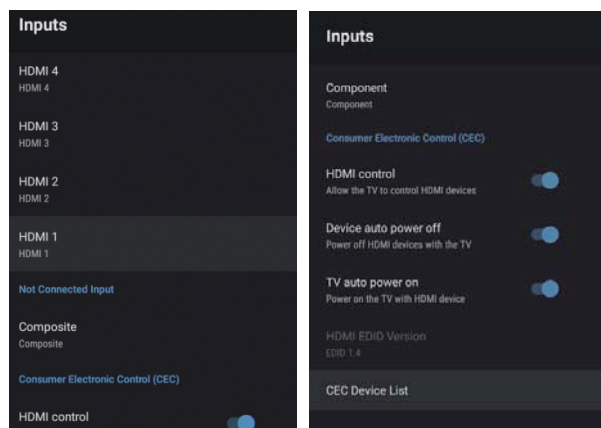 Inputs
HDMI 4
HDMI 4
HDMI 3
HDMI 3
HDMI 2
HDMI 2
HDMI 1
HDMI 1
Not Connected Input
Composite
Composite
Consumer Electronic Control (CEC)
HDMI control
Inputs
Component
Component
Consumer Electronic Control (CEC)
HDMI control
Allow the TV to control HDMI devices
Device auto power off
Power off HDMI devices with the TV
TV auto power on
Power on the TV with HDMI device
HDMI EDID Version
EDID 1.4
CEC Device List